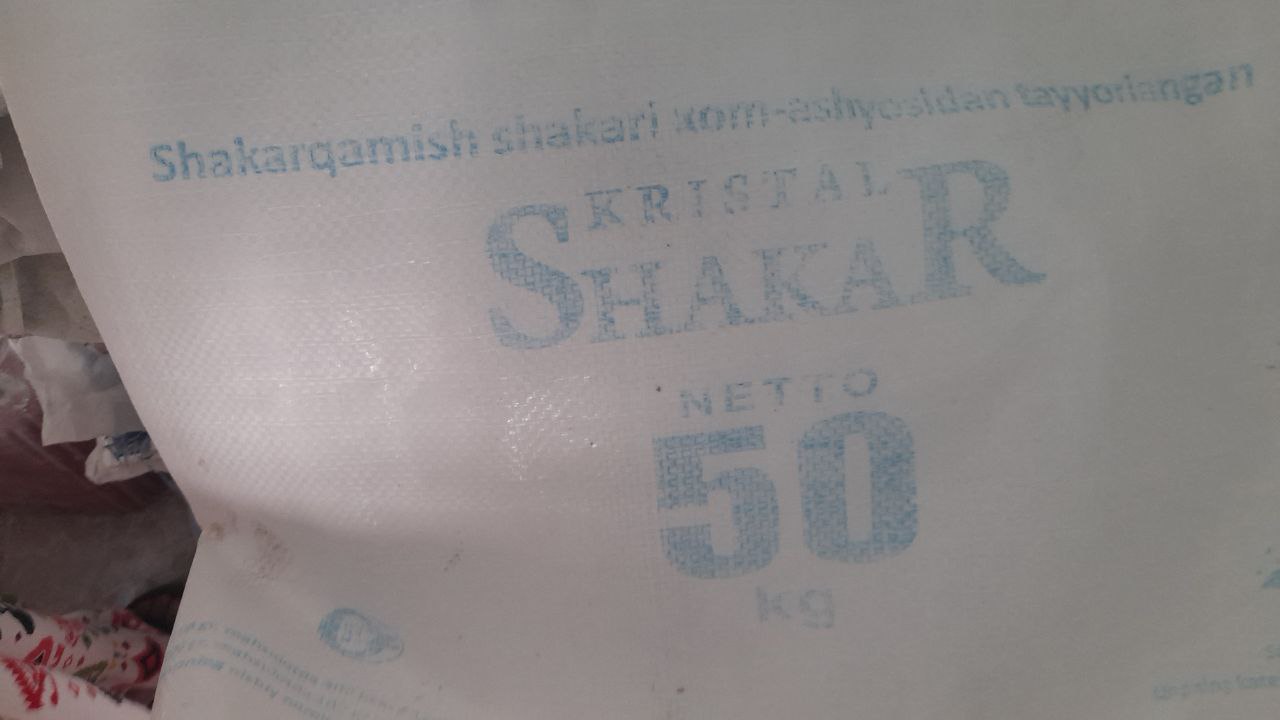 Shakarqamish shakari xom-ashyosidan tayyorlangan
KRISTAL
SHAKAR
NETTO
50
kg